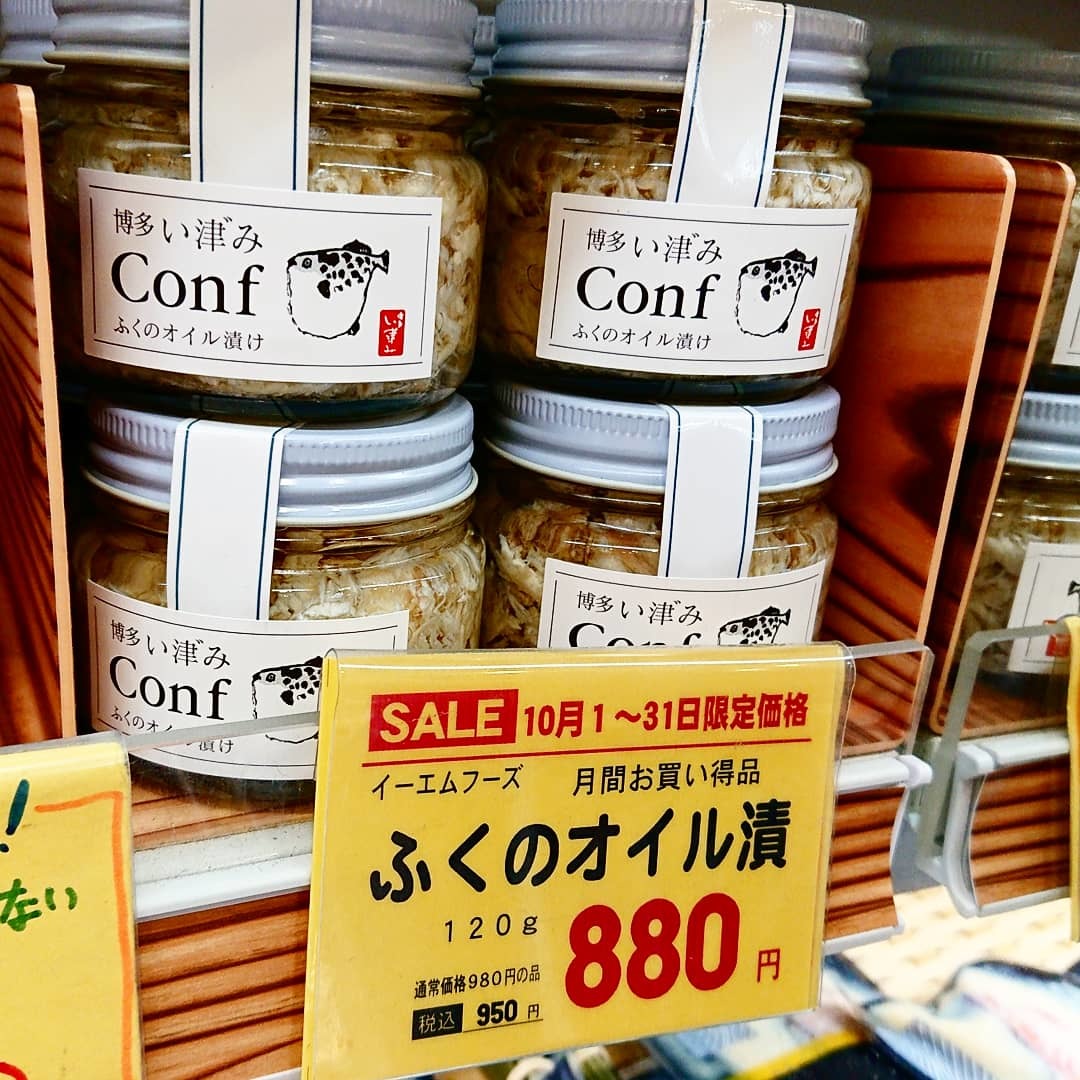 博多 い津゛み
Conf
ふくのオイル漬け
いづみ
博多 い津゛み
Conf
ふくのオイル漬け
いづみ
博多 い津゛み
Conf
ふくのオイル漬け
博多 い津゛み
Conf
SALE 10月1～31日限定価格
イーエムフーズ 月間お買い得品
ふくのオイル漬
120g
880円
通常価格980円の品
税込 950円
!
ない